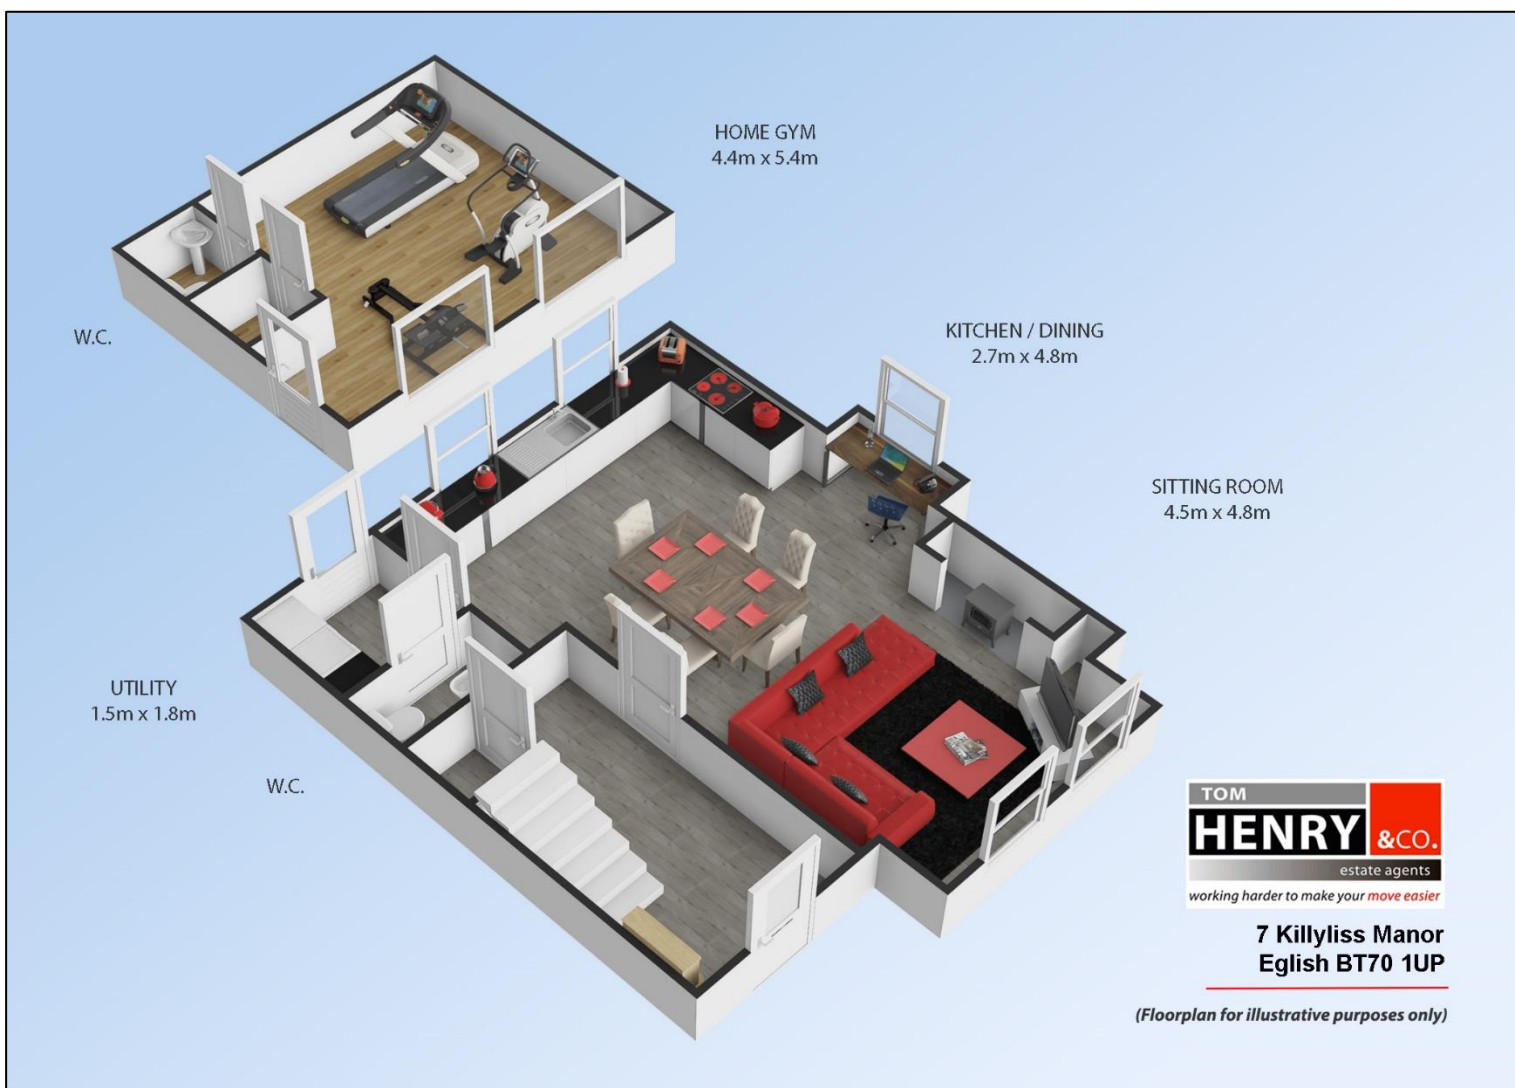 HOME GYM
4.4m x 5.4m
W.C.
KITCHEN / DINING
2.7m x 4.8m
SITTING ROOM
4.5m x 4.8m
UTILITY
1.5m x 1.8m
W.C.
TOM
HENRY &CO.
estate agents
working harder to make your move easier
7 Killyliss Manor
Eglish BT70 1UP
(Floorplan for illustrative purposes only)